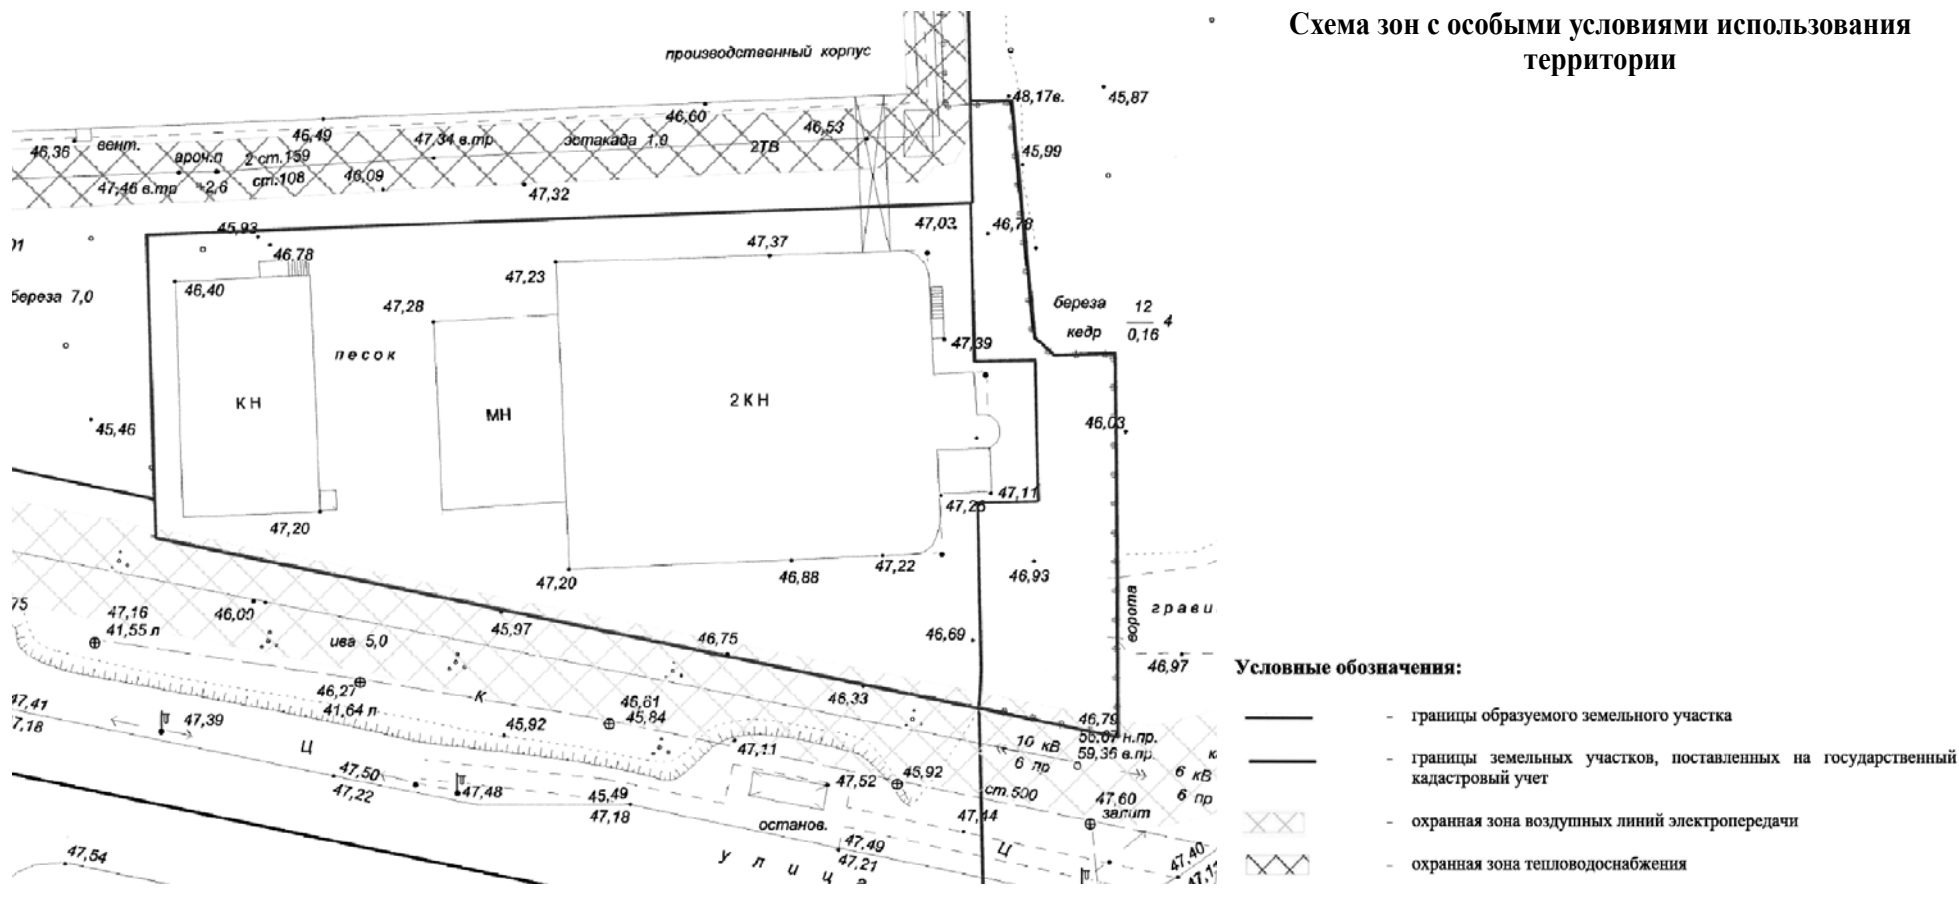 Схема зон с особыми условиями использования
территории
производственный корпус
48,17в.
45,87
46,60
46,53
46,49
47,34 в.тр
эстакада 1,0
2ТВ
вент.
46,36
ароч.п
2 ст.159
45,99
46,09
ст.108
47,46 в.тр
+2,6
47,32
45,93
47,03
46,78
01
46,78
47,37
47,23
46,40
береза 7,0
47,28
береза
12
4
кедр
0,16
47,39
песок
КН
МН
2КН
46,03
45,46
47,11
47,20
47,22
46,88
47,20
46,93
ворота
грави
75
47,16
46,00
45,97
41,55 л
ива 5,0
46,75
46,69
46,97
Условные обозначения:
46,27
к
46,33
41,64 л
45,84
47,41
47,18
47,39
45,92
46,79
- границы образуемого земельного участка
Ц
47,11
10 кВ
6 пр
59,36 в.пр.
- границы земельных участков, поставленных на государственный
кадастровый учет
47,50
47,22
47,48
47,52
45,92
6 кВ
6 пр
45,49
47,18
ст.500
47,60
залит
останов.
47,44
- охранная зона воздушных линий электропередачи
47,54
47,49
47,21
Ц
47,40
улица
- охранная зона тепловодоснабжения